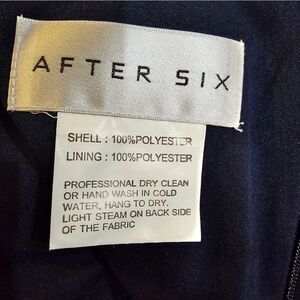 AFTER SIX
SHELL : 100%POLYESTER
LINING : 100%POLYESTER
PROFESSIONAL DRY CLEAN
OR HAND WASH IN COLD
WATER, HANG TO DRY.
LIGHT STEAM ON BACK SIDE
OF THE FABRIC